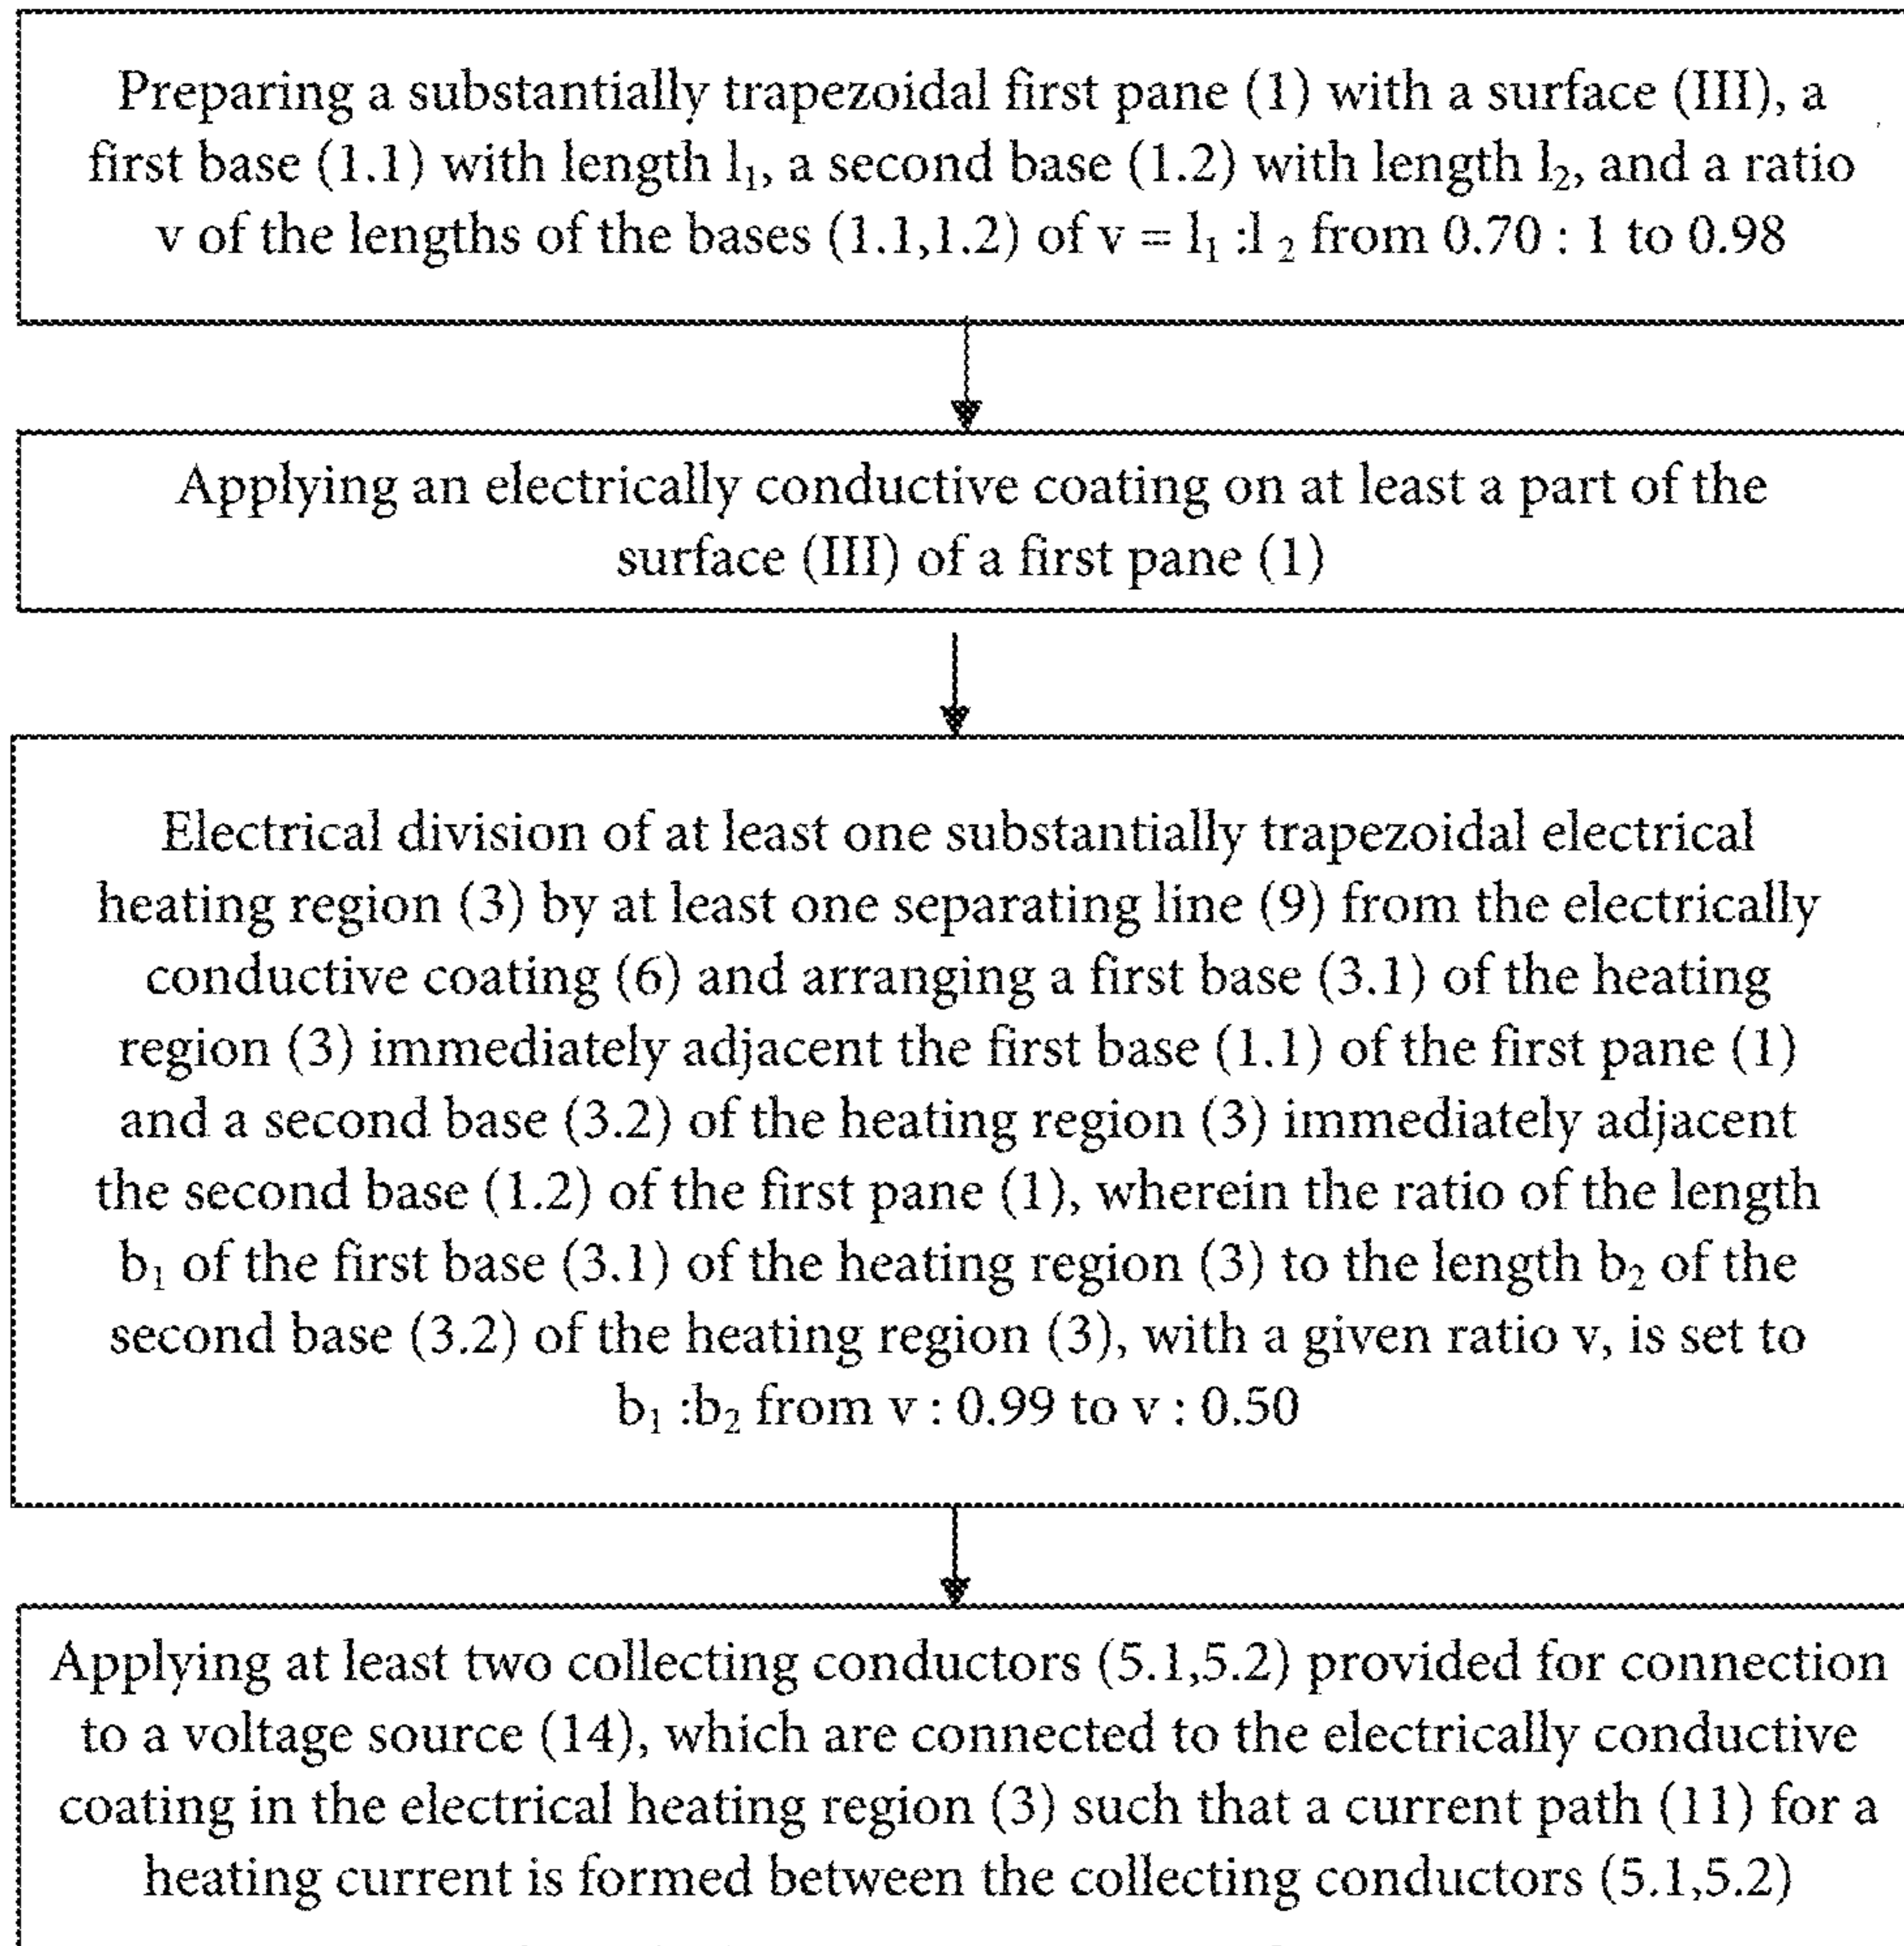 Preparing a substantially trapezoidal first pane (1) with a surface (III), a
first base (1.1) with length l₁, a second base (1.2) with length l₂, and a ratio
v of the lengths of the bases (1.1,1.2) of v = l₁ :l ₂ from 0.70 : 1 to 0.98
Applying an electrically conductive coating on at least a part of the
surface (III) of a first pane (1)
Electrical division of at least one substantially trapezoidal electrical
heating region (3) by at least one separating line (9) from the electrically
conductive coating (6) and arranging a first base (3.1) of the heating
region (3) immediately adjacent the first base (1.1) of the first pane (1)
and a second base (3.2) of the heating region (3) immediately adjacent
the second base (1.2) of the first pane (1), wherein the ratio of the length
b₁ of the first base (3.1) of the heating region (3) to the length b₂ of the
second base (3.2) of the heating region (3), with a given ratio v, is set to
b₁ :b₂ from v : 0.99 to v : 0.50
Applying at least two collecting conductors (5.1,5.2) provided for connection
to a voltage source (14), which are connected to the electrically conductive
coating in the electrical heating region (3) such that a current path (11) for a
heating current is formed between the collecting conductors (5.1,5.2)